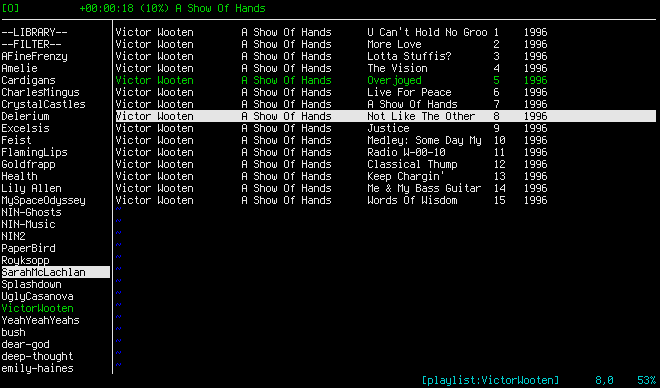 [O] +00:00:18 (10%) A Show Of Hands
--LIBRARY-- Victor Wooten A Show Of Hands U Can't Hold No Groo 1 1996
--FILTER-- Victor Wooten A Show Of Hands More Love 2 1996
AFineFrenzy Victor Wooten A Show Of Hands Lotta Stuffis? 3 1996
Amelie Victor Wooten A Show Of Hands The Vision 4 1996
Cardigans Victor Wooten A Show Of Hands Overjoyed 5 1996
CharlesMingus Victor Wooten A Show Of Hands Live For Peace 6 1996
CrystalCastles Victor Wooten A Show Of Hands A Show Of Hands 7 1996
Delerium Victor Wooten A Show Of Hands Not Like The Other 8 1996
Excelsis Victor Wooten A Show Of Hands Justice 9 1996
Feist Victor Wooten A Show Of Hands Medley: Some Day My 10 1996
FlamingLips Victor Wooten A Show Of Hands Radio W-00-10 11 1996
Goldfrapp Victor Wooten A Show Of Hands Classical Thump 12 1996
Health Victor Wooten A Show Of Hands Keep Chargin' 13 1996
Lily Allen Victor Wooten A Show Of Hands Me & My Bass Guitar 14 1996
MySpaceOdyssey Victor Wooten A Show Of Hands Words Of Wisdom 15 1996
NIN-Ghosts ~
NIN-Music ~
NIN2 ~
PaperBird ~
Royksopp ~
SarahMcLachlan ~
Splashdown ~
UglyCasanova ~
VictorWooten ~
YeahYeahYeahs ~
bush ~
dear-god ~
deep-thought ~
emily-haines ~
[playlist:VictorWooten] 8,0 53%